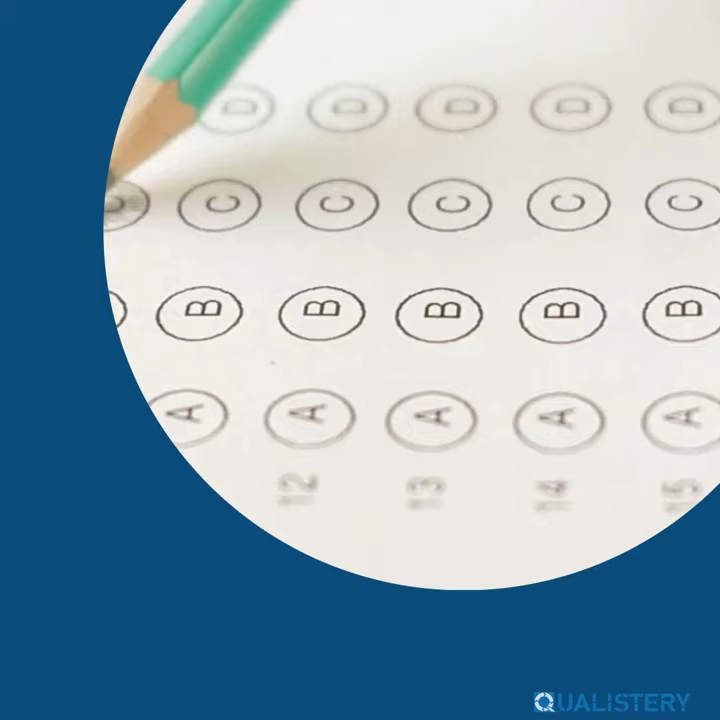 D D D D D
C C C C C C
B B B B B
A A A A A
12 13 14 15
QUALISTERY